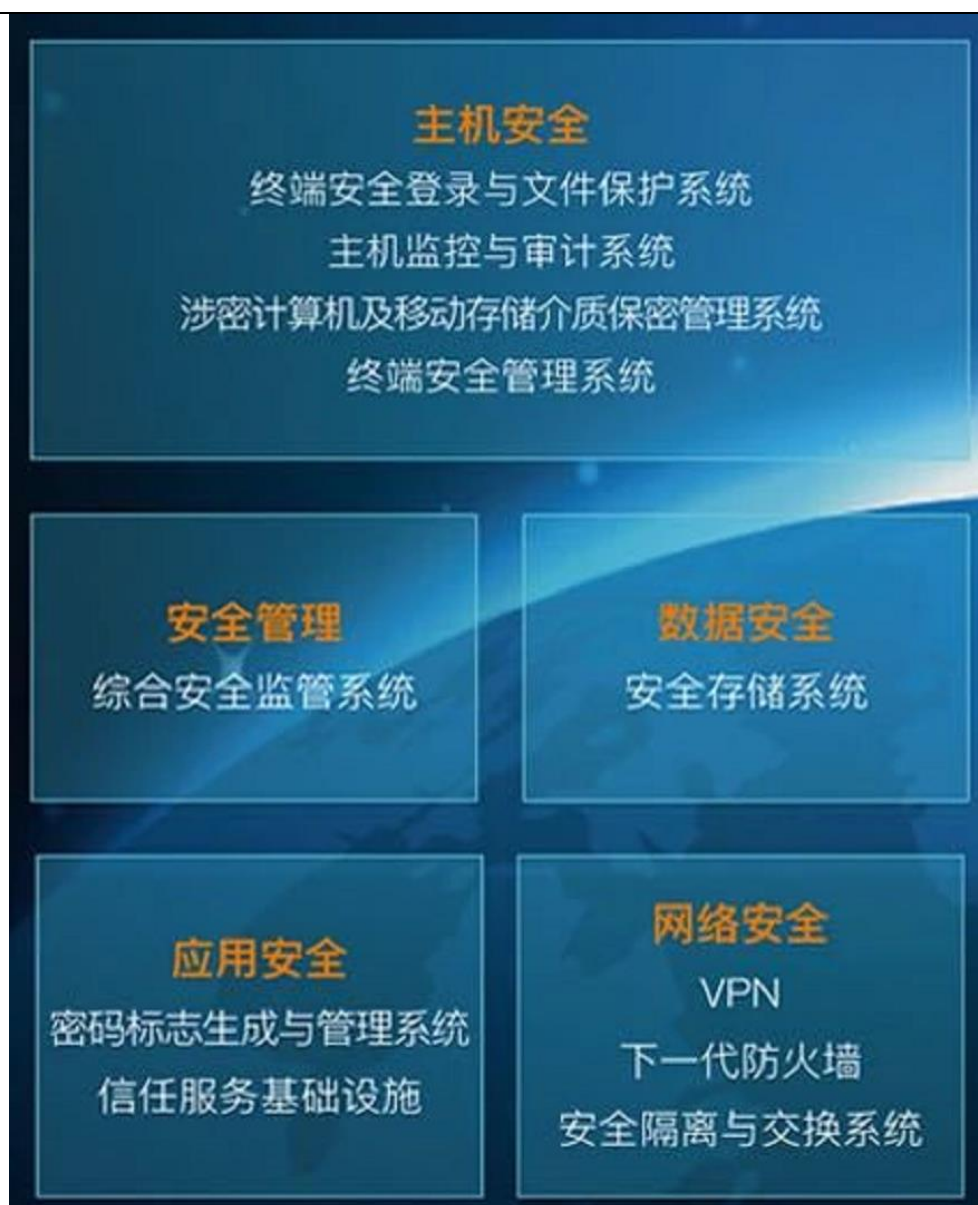 主机安全
终端安全登录与文件保护系统
主机监控与审计系统
涉密计算机及移动存储介质保密管理系统
终端安全管理系统
安全管理
综合安全监管系统
数据安全
安全存储系统
应用安全
密码标志生成与管理系统
信任服务基础设施
网络安全
VPN
下一代防火墙
安全隔离与交换系统